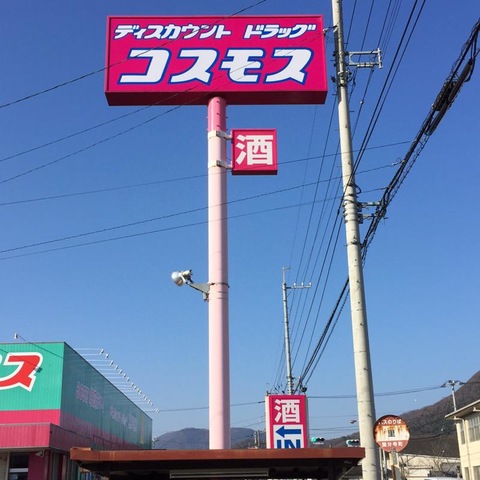 ディスカウント ドラッグ
コスモス
酒
ス
酒
IN